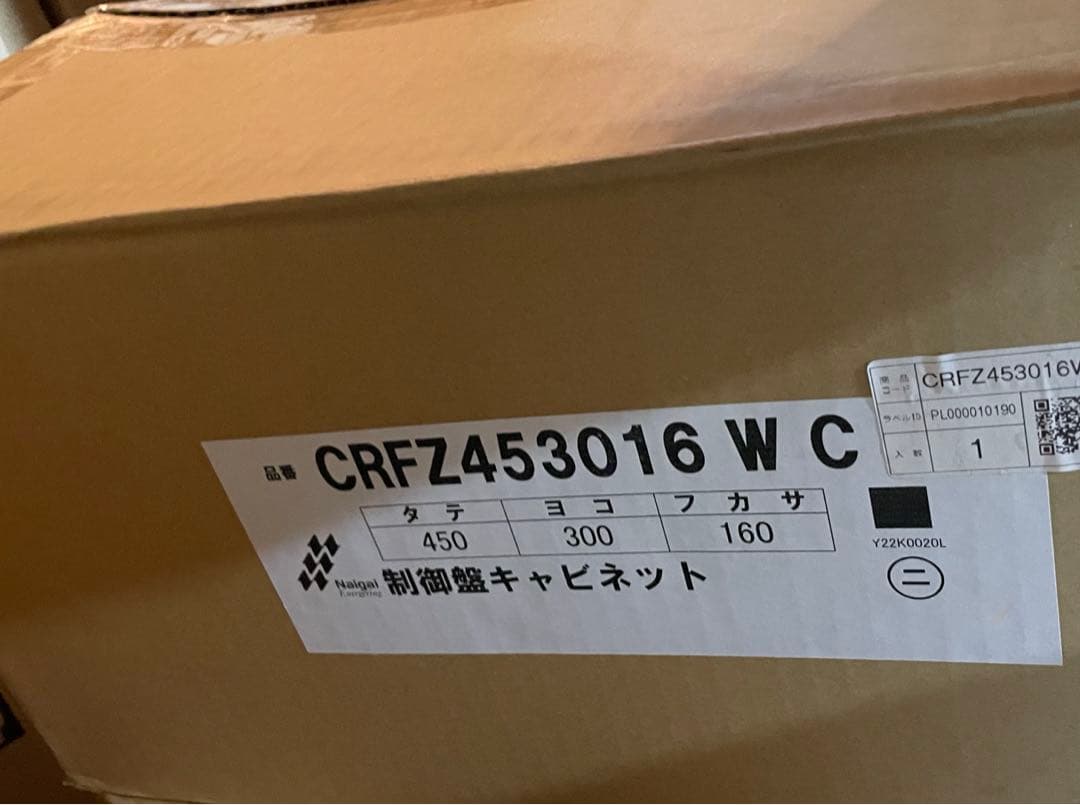 品番 CRFZ453016 W C
タテ ヨコ フカサ
450 300 160
Naigai
制御盤キャビネット
Y22K0020L
ニ
商品コード CRFZ453016W
ラベルID PL000010190
入数 1